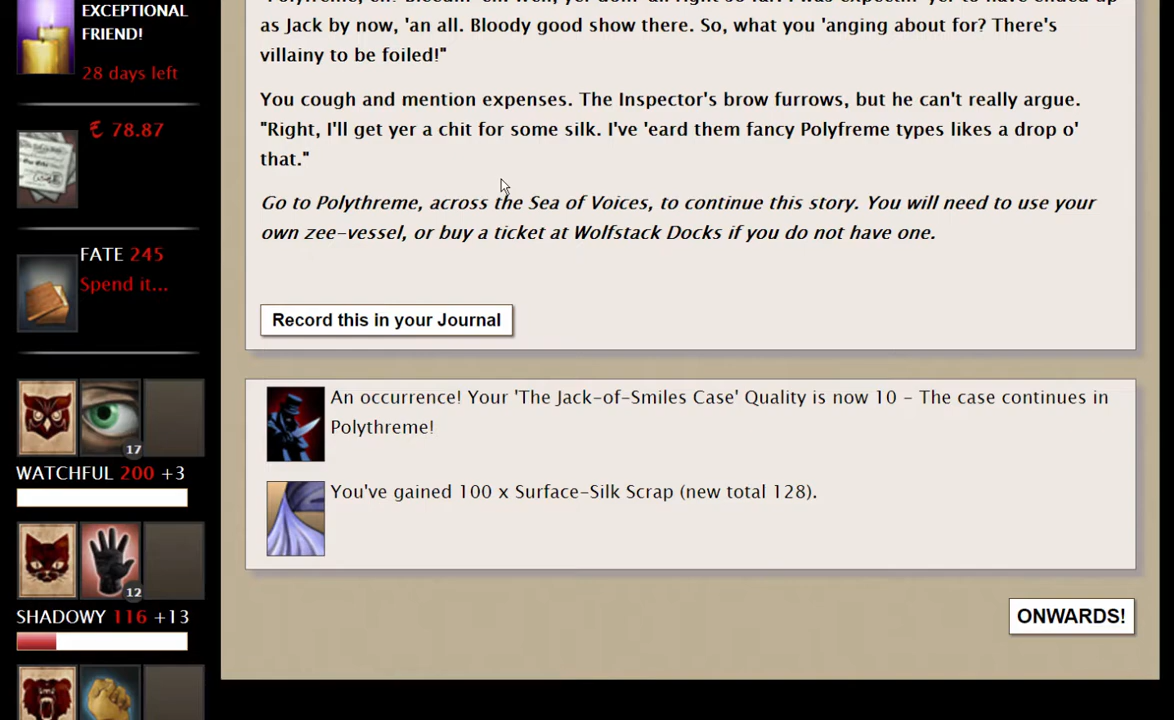 EXCEPTIONAL
FRIEND!
28 days left
E 78.87
FATE 245
Spend it...
17
WATCHFUL 200 +3
12
SHADOWY 116 +13
as Jack by now, 'an all. Bloody good show there. So, what you 'anging about for? There's
villainy to be foiled!"
You cough and mention expenses. The Inspector's brow furrows, but he can't really argue.
"Right, I'll get yer a chit for some silk. I've 'eard them fancy Polyfreme types likes a drop o'
that."
Go to Polythreme, across the Sea of Voices, to continue this story. You will need to use your
own zee-vessel, or buy a ticket at Wolfstack Docks if you do not have one.
Record this in your Journal
An occurrence! Your 'The Jack-of-Smiles Case' Quality is now 10 - The case continues in
Polythreme!
You've gained 100 x Surface-Silk Scrap (new total 128).
ONWARDS!